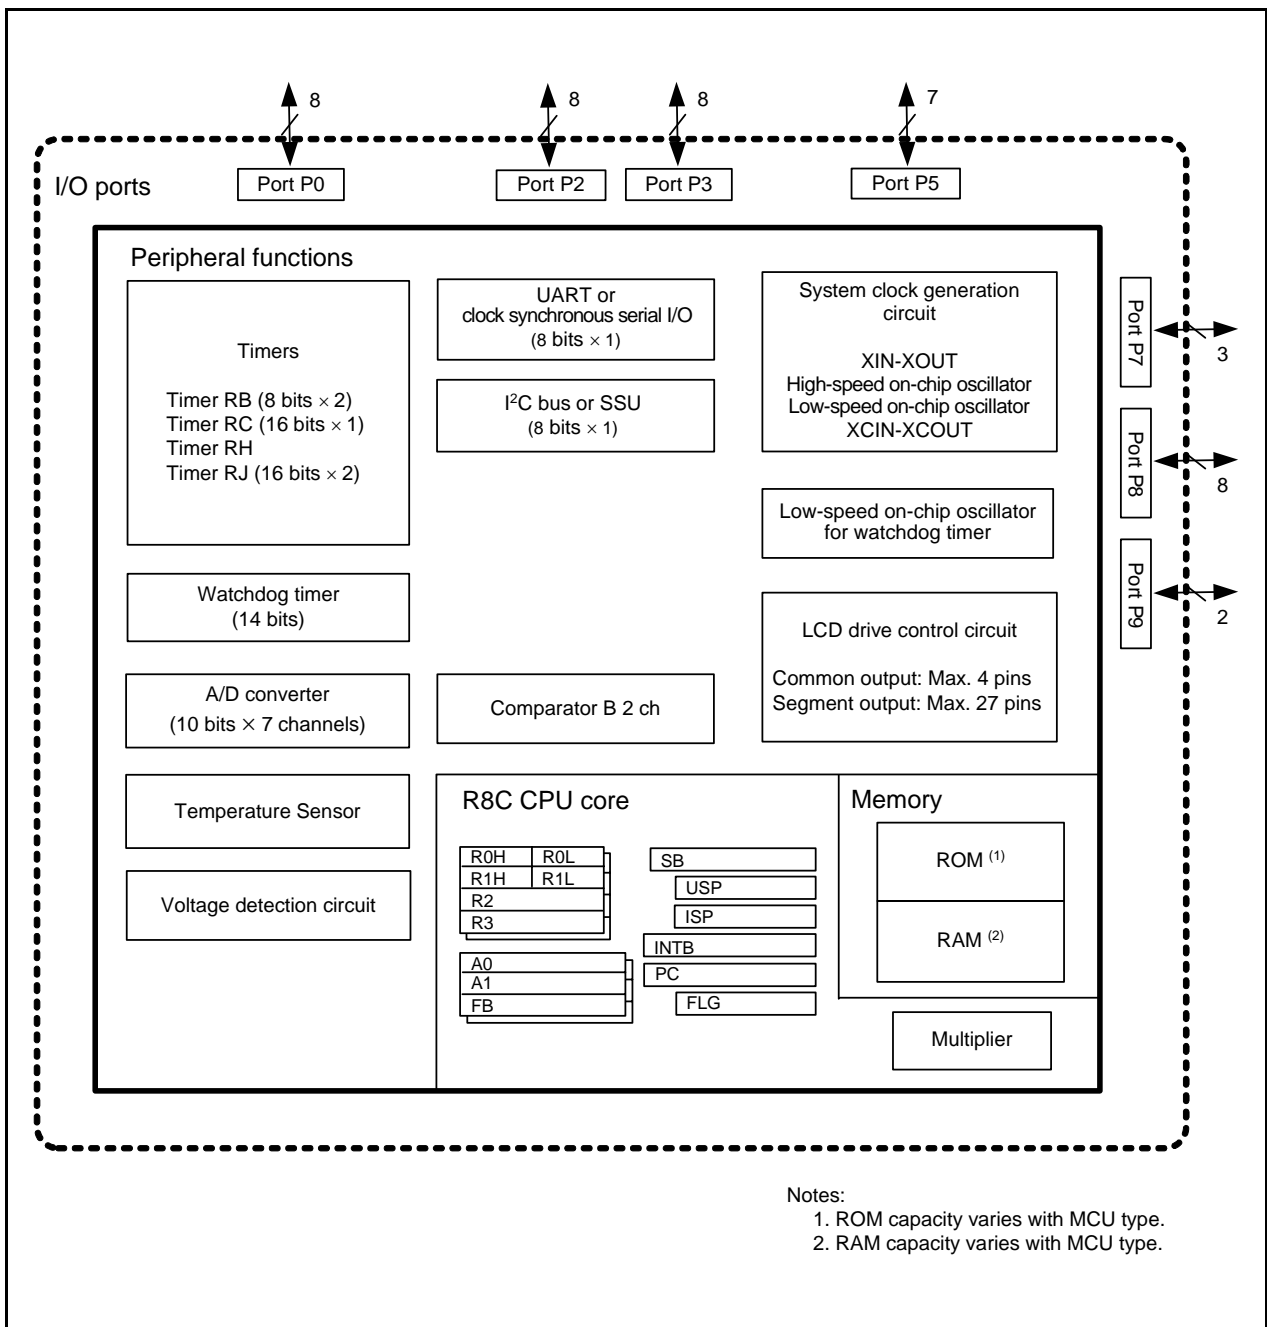 8
8
8
7
I/O ports
Port P0
Port P2
Port P3
Port P5
Peripheral functions
Timers
Timer RB (8 bits × 2)
Timer RC (16 bits × 1)
Timer RH
Timer RJ (16 bits × 2)
UART or
clock synchronous serial I/O
(8 bits × 1)
I²C bus or SSU
(8 bits × 1)
System clock generation
circuit
XIN-XOUT
High-speed on-chip oscillator
Low-speed on-chip oscillator
XCIN-XCOUT
Port P7
3
Port P8
8
Port P9
2
Low-speed on-chip oscillator
for watchdog timer
Watchdog timer
(14 bits)
LCD drive control circuit
Common output: Max. 4 pins
Segment output: Max. 27 pins
A/D converter
(10 bits × 7 channels)
Comparator B 2 ch
Temperature Sensor
Voltage detection circuit
R8C CPU core
R0H R0L
R1H R1L
R2
R3
A0
A1
FB
SB
USP
ISP
INTB
PC
FLG
Memory
ROM (1)
RAM (2)
Multiplier
Notes:
1. ROM capacity varies with MCU type.
2. RAM capacity varies with MCU type.